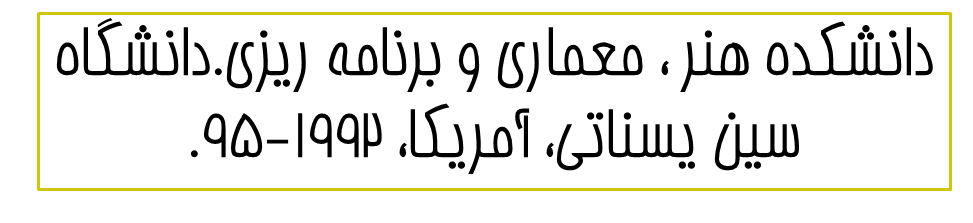 دانشکده هنر ، معماری و برنامه ریزی.دانشگاه
سین یسناتی، آمریکا، ۱۹۹۲-۹۵.